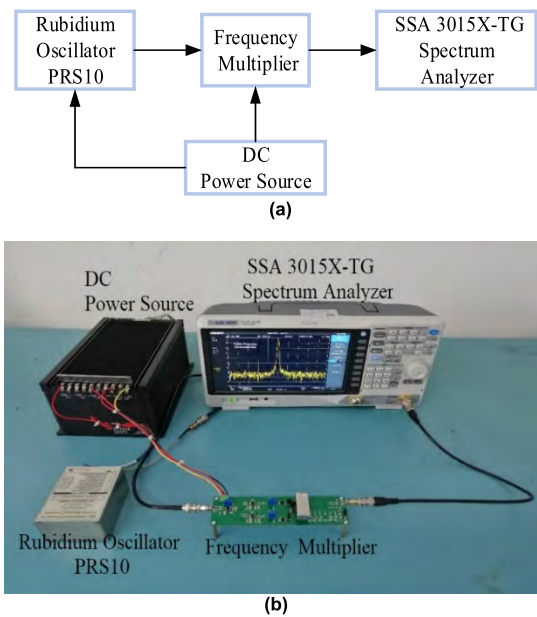 Rubidium
Oscillator
PRS10
Frequency
Multiplier
SSA 3015X-TG
Spectrum
Analyzer
DC
Power Source
(a)
DC
Power Source
SSA 3015X-TG
Spectrum Analyzer
Rubidium Oscillator
PRS10
Frequency Multiplier
(b)